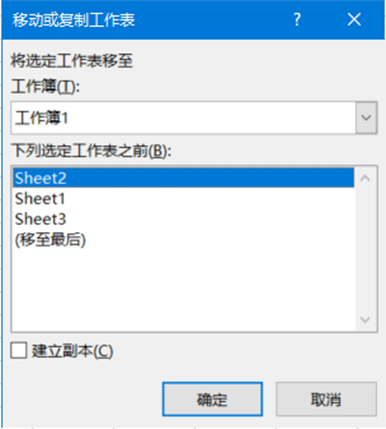 移动或复制工作表
?
将选定工作表移至
工作簿(T):
工作簿1
下列选定工作表之前(B):
Sheet2
Sheet1
Sheet3
(移至最后)
建立副本(C)
确定
取消